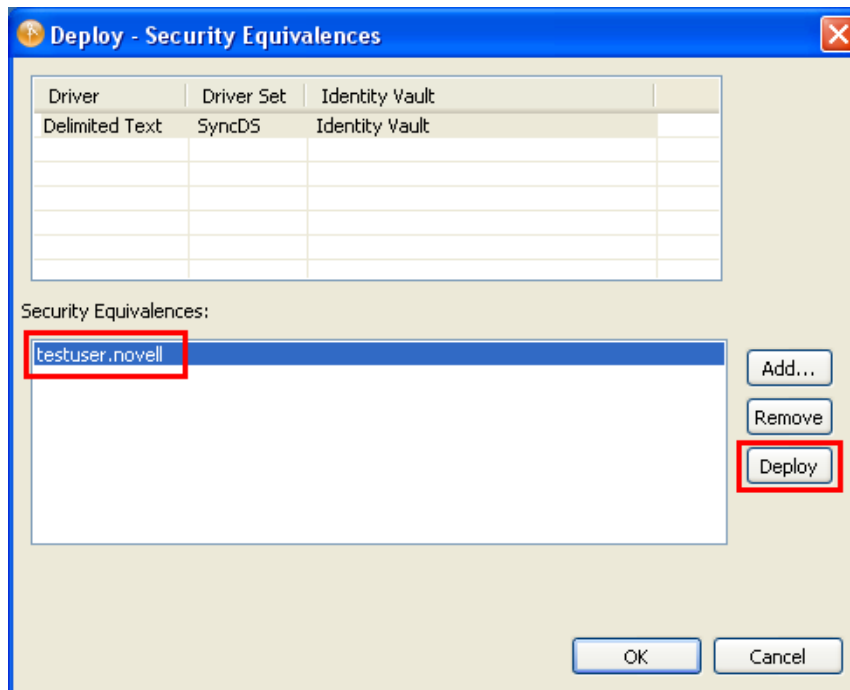 Deploy - Security Equivalences
Driver Driver Set Identity Vault
Delimited Text SyncDS Identity Vault
Security Equivalences:
testuser.novell
Add...
Remove
Deploy
OK Cancel